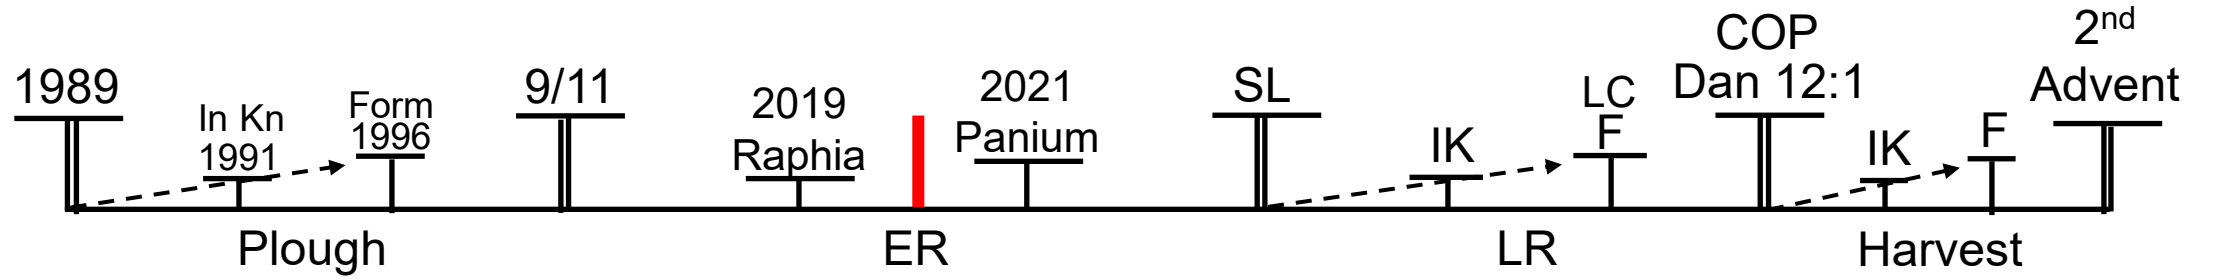 1989
In Kn
1991
Form
1996
9/11
2019
Raphia
2021
Panium
SL
IK
LC
F
COP
Dan 12:1
IK
F
2nd
Advent
Plough
ER
LR
Harvest